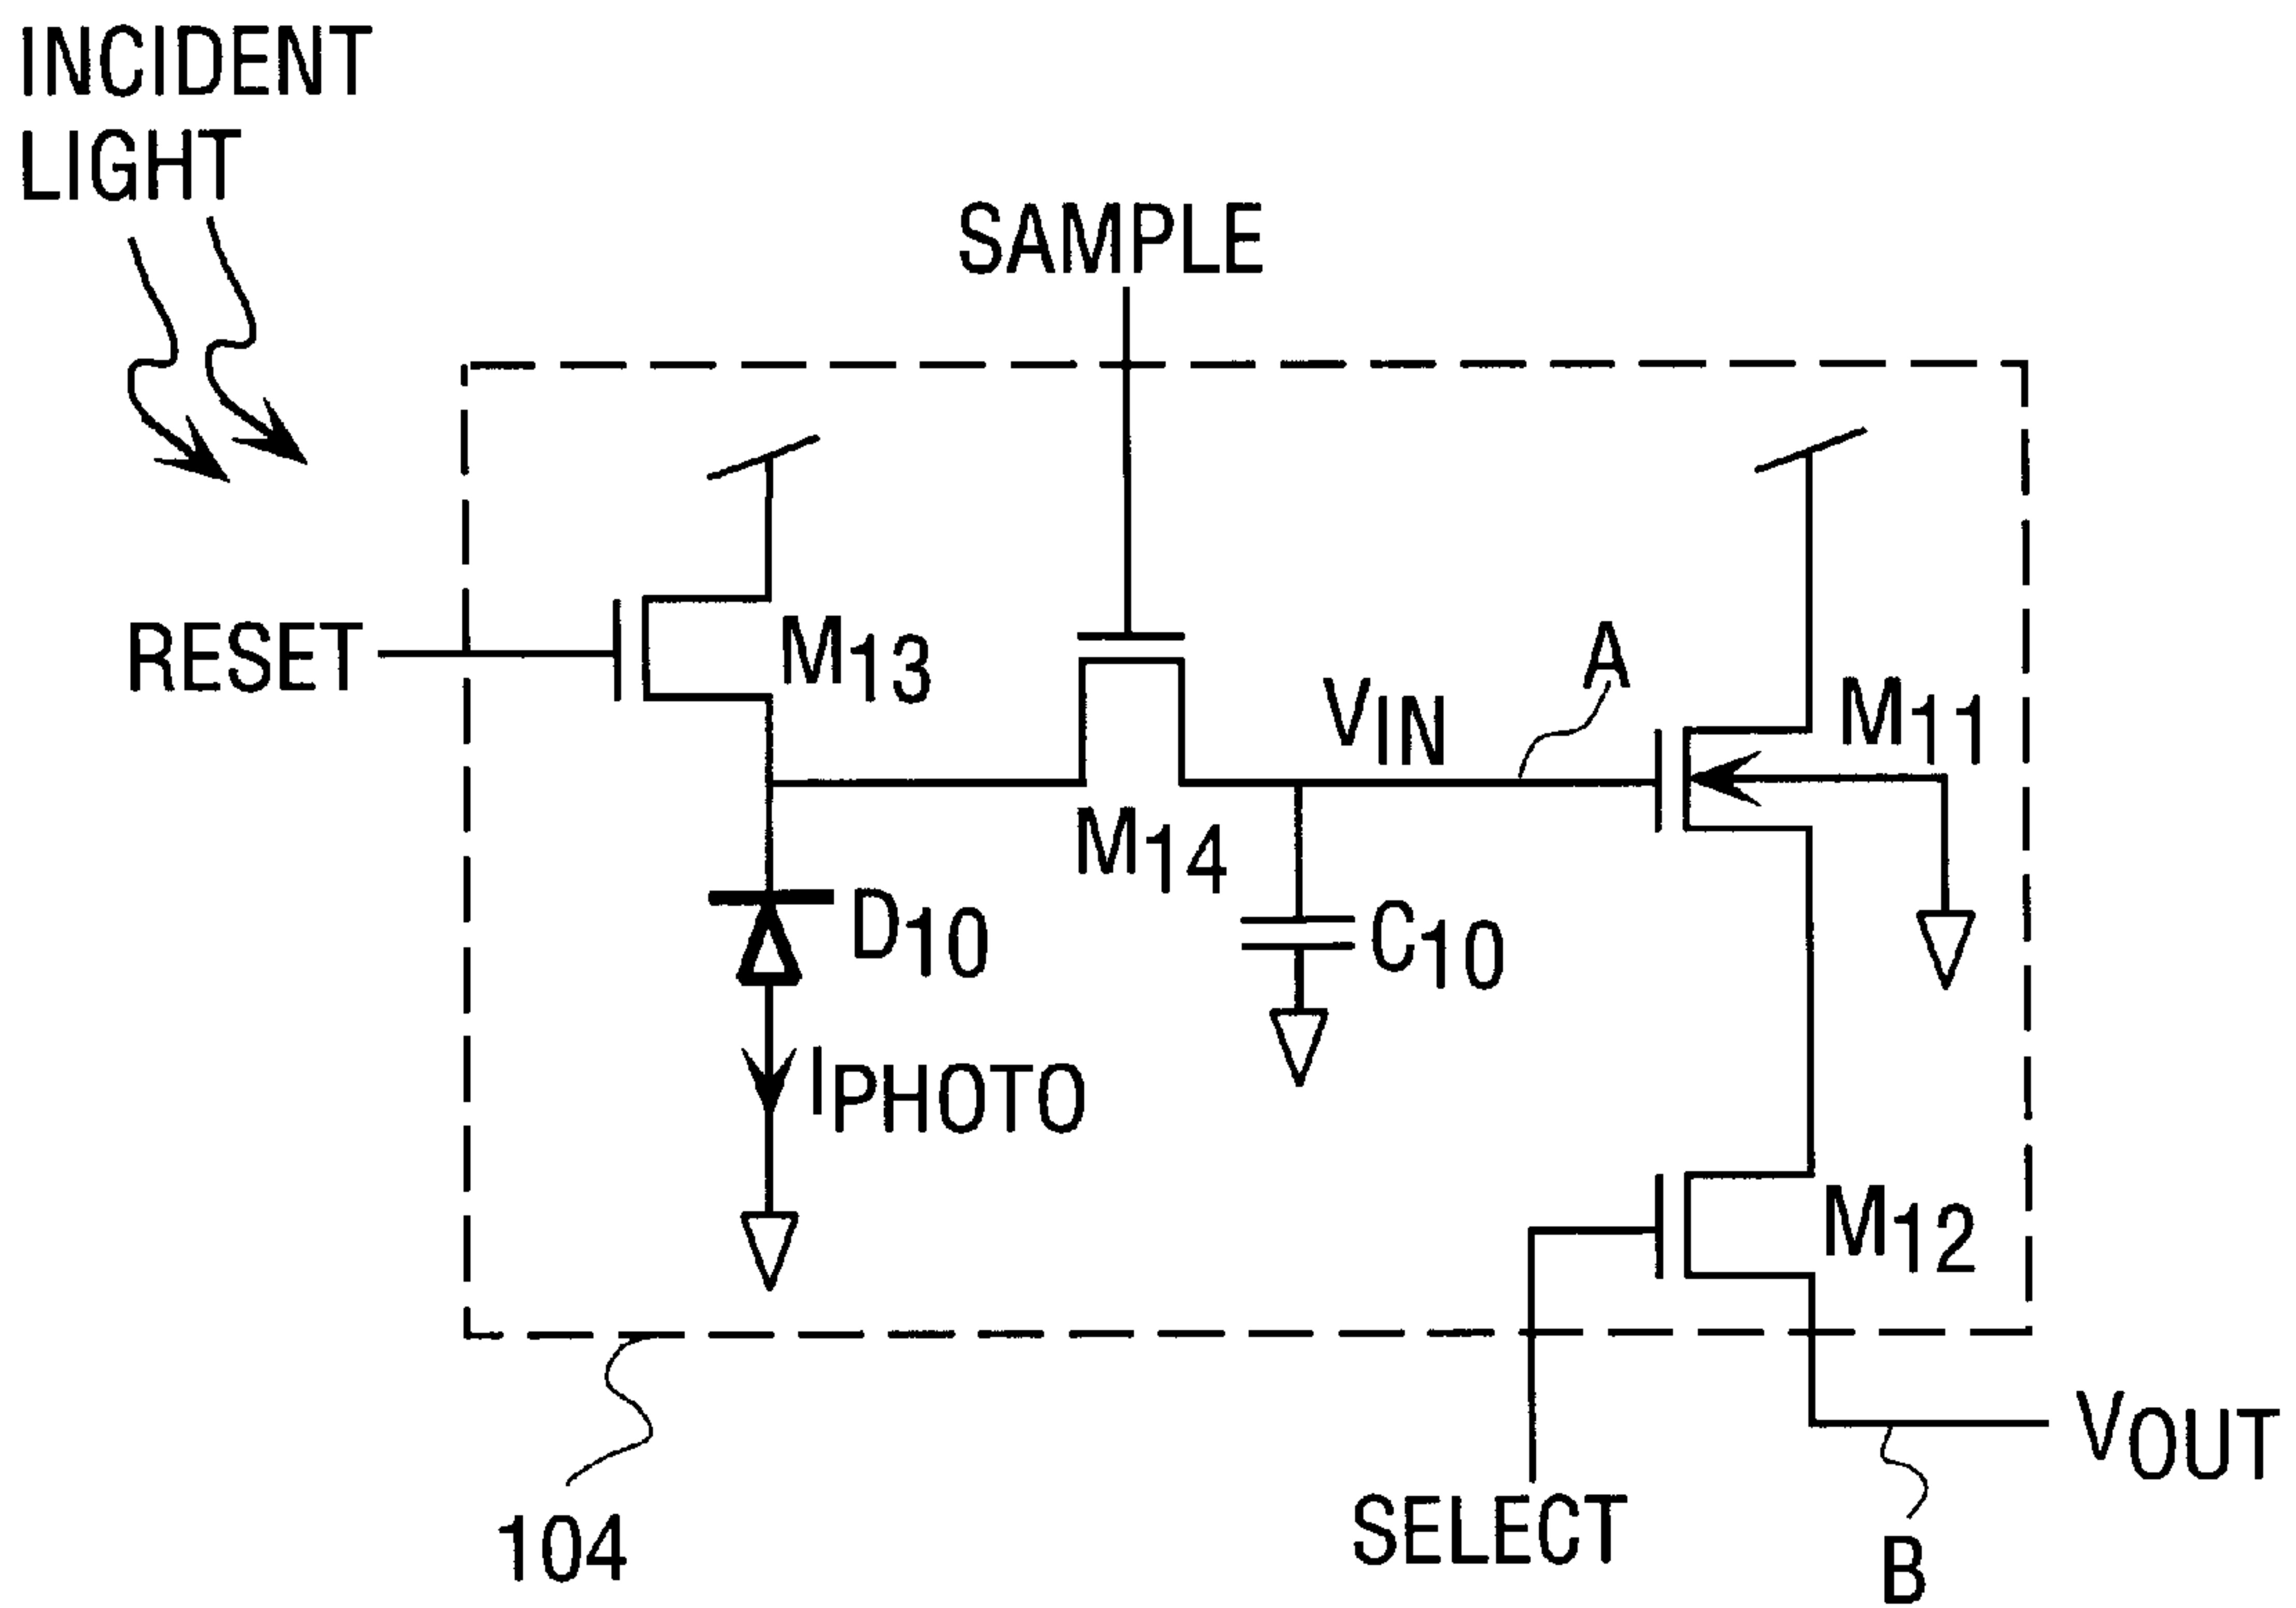 INCIDENT
LIGHT
SAMPLE
RESET
M13
VIN
A
M11
M14
D10
C10
IPHOTO
M12
VOUT
104
SELECT
B